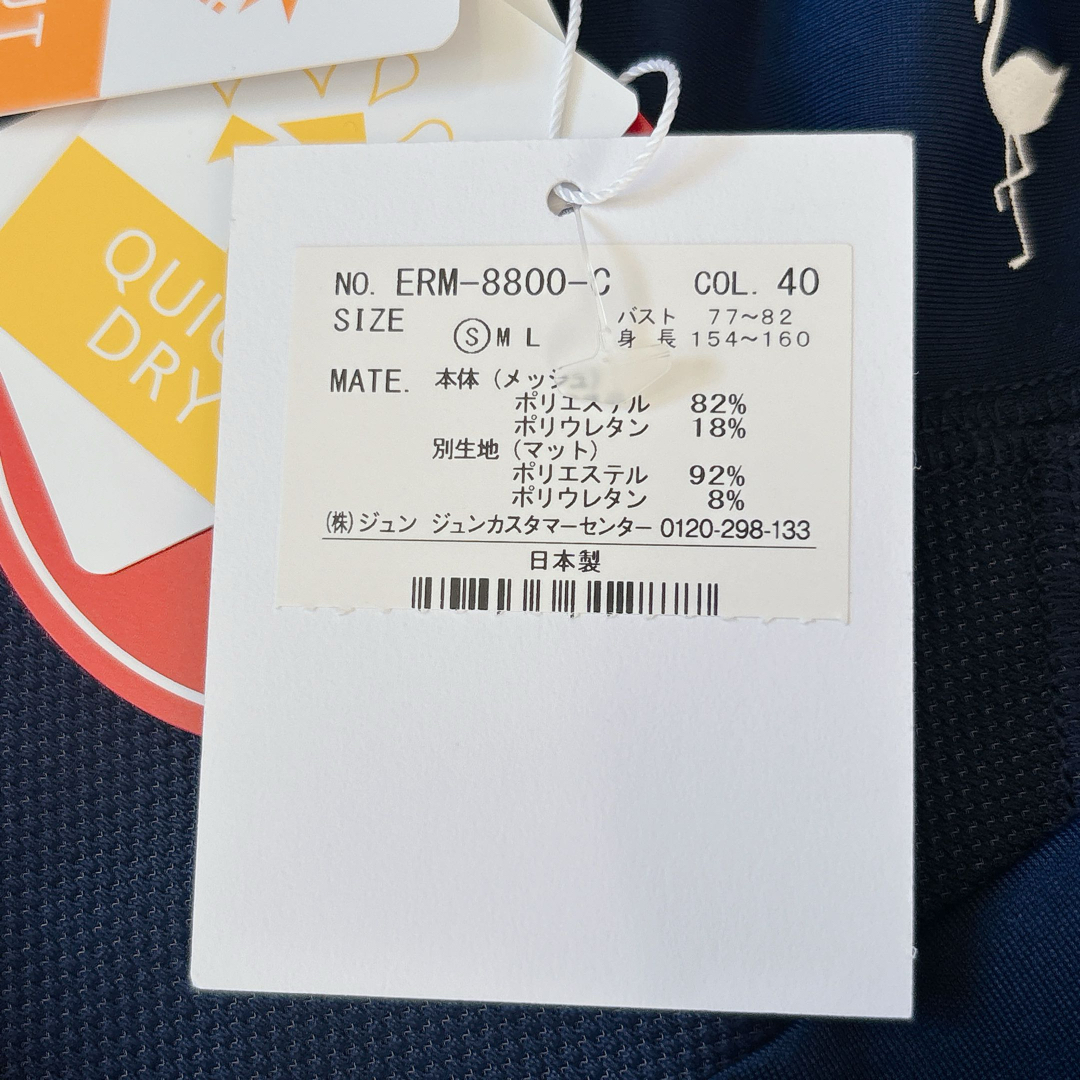 QUICK
DRY
NO. ERM-8800-C COL. 40
SIZE Ⓢ M L バスト 77~82
身 長 154~160
MATE. 本体 (メッシュ)
ポリエステル 82%
ポリウレタン 18%
別生地 (マット)
ポリエステル 92%
ポリウレタン 8%
(株)ジュン ジュンカスタマーセンター 0120-298-133
日本製